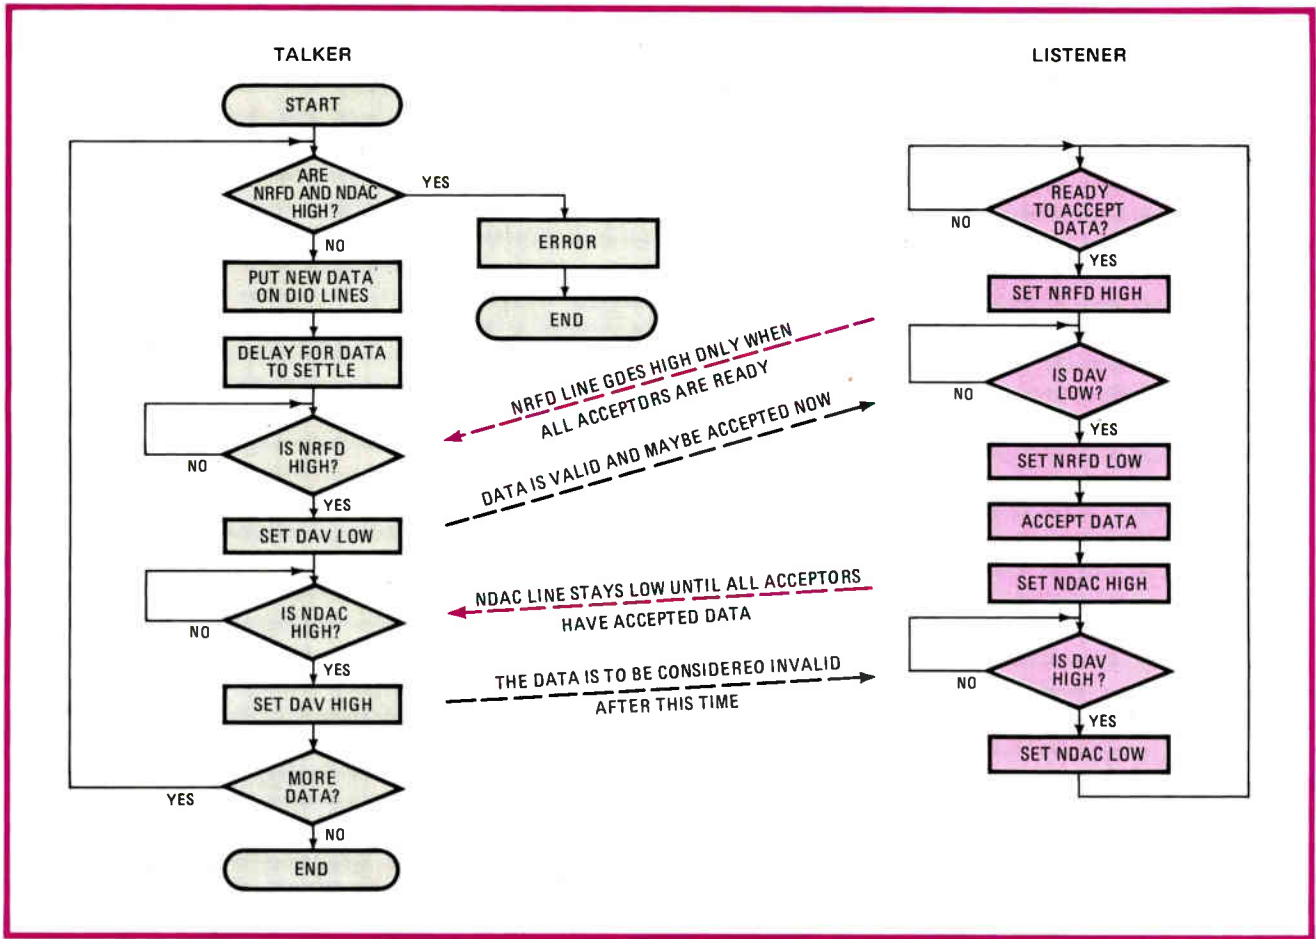 TALKER
START
ARE
NRFD AND NDAC
HIGH?
YES
NO
ERROR
END
PUT NEW DATA
ON DIO LINES
DELAY FOR DATA
TO SETTLE
IS NRFD
HIGH?
NO
YES
SET DAV LOW
IS NDAC
HIGH?
NO
YES
SET DAV HIGH
MORE
DATA?
YES
NO
END
NRFD LINE GDES HIGH DNLY WHEN
ALL ACCEPTORS ARE READY
DATA IS VALID AND MAYBE ACCEPTED NOW
NDAC LINE STAYS LOW UNTIL ALL ACCEPTORS
HAVE ACCEPTED DATA
THE DATA IS TO BE CONSIDEREO INVALID
AFTER THIS TIME
LISTENER
READY
TO ACCEPT
DATA?
NO
YES
SET NRFD HIGH
IS DAV
LOW?
NO
YES
SET NRFD LOW
ACCEPT DATA
SET NDAC HIGH
IS DAV
HIGH?
NO
YES
SET NDAC LOW